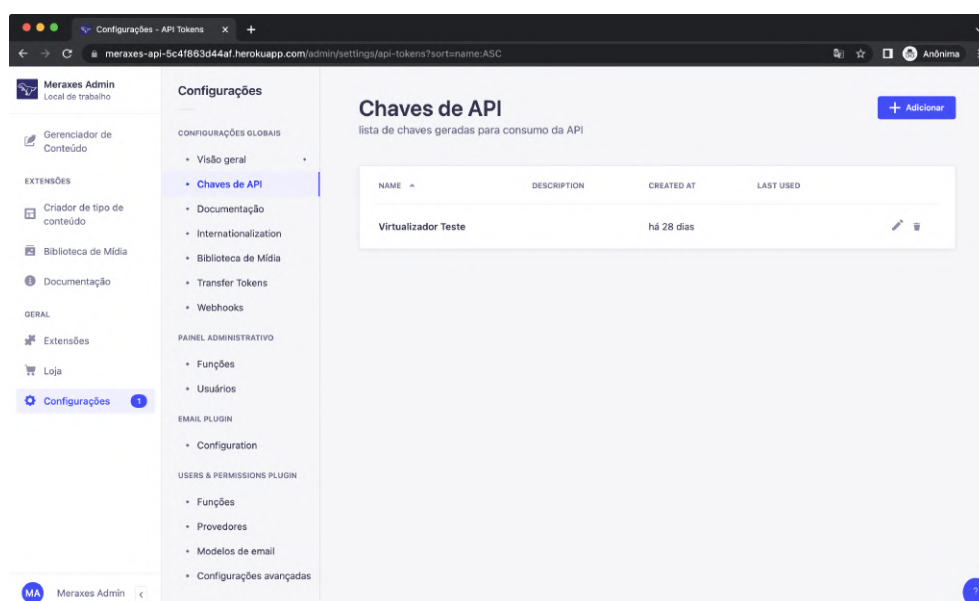 Configurações - API Tokens
meraxes-api-5c4f863d44af.herokuapp.com/admin/settings/api-tokens?sort=name:ASC
Anônima
Meraxes Admin
Local de trabalho
Gerenciador de
Conteúdo
EXTENSÕES
Criador de tipo de
conteúdo
Biblioteca de Mídia
Documentação
GERAL
Extensões
Loja
Configurações 1
MA Meraxes Admin
Configurações
CONFIGURAÇÕES GLOBAIS
Visão geral
Chaves de API
Documentação
Internationalization
Biblioteca de Mídia
Transfer Tokens
Webhooks
PAINEL ADMINISTRATIVO
Funções
Usuários
EMAIL PLUGIN
Configuration
USERS & PERMISSIONS PLUGIN
Funções
Provedores
Modelos de email
Configurações avançadas
Chaves de API
lista de chaves geradas para consumo da API
+ Adicionar
NAME DESCRIPTION CREATED AT LAST USED
Virtualizador Teste há 28 dias
?